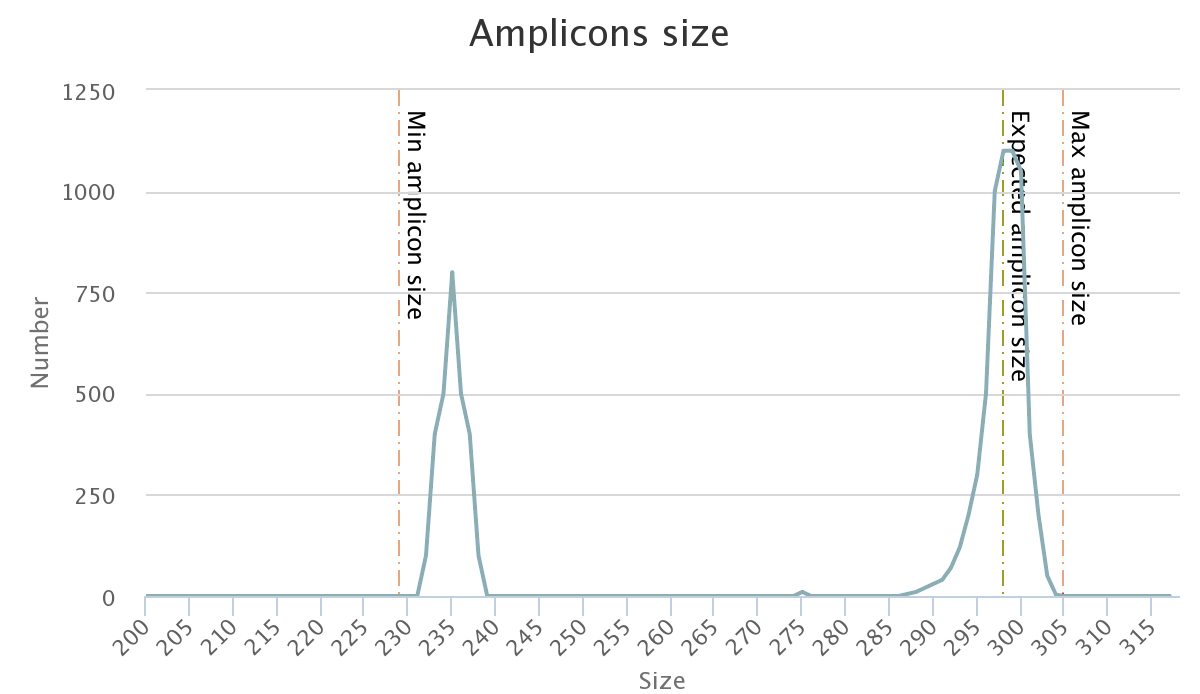 Amplicons size
1250
1000
750
500
250
0
Number
Min amplicon size
Expected amplicon size
Max amplicon size
200 205 210 215 220 225 230 235 240 245 250 255 260 265 270 275 280 285 290 295 300 305 310 315
Size